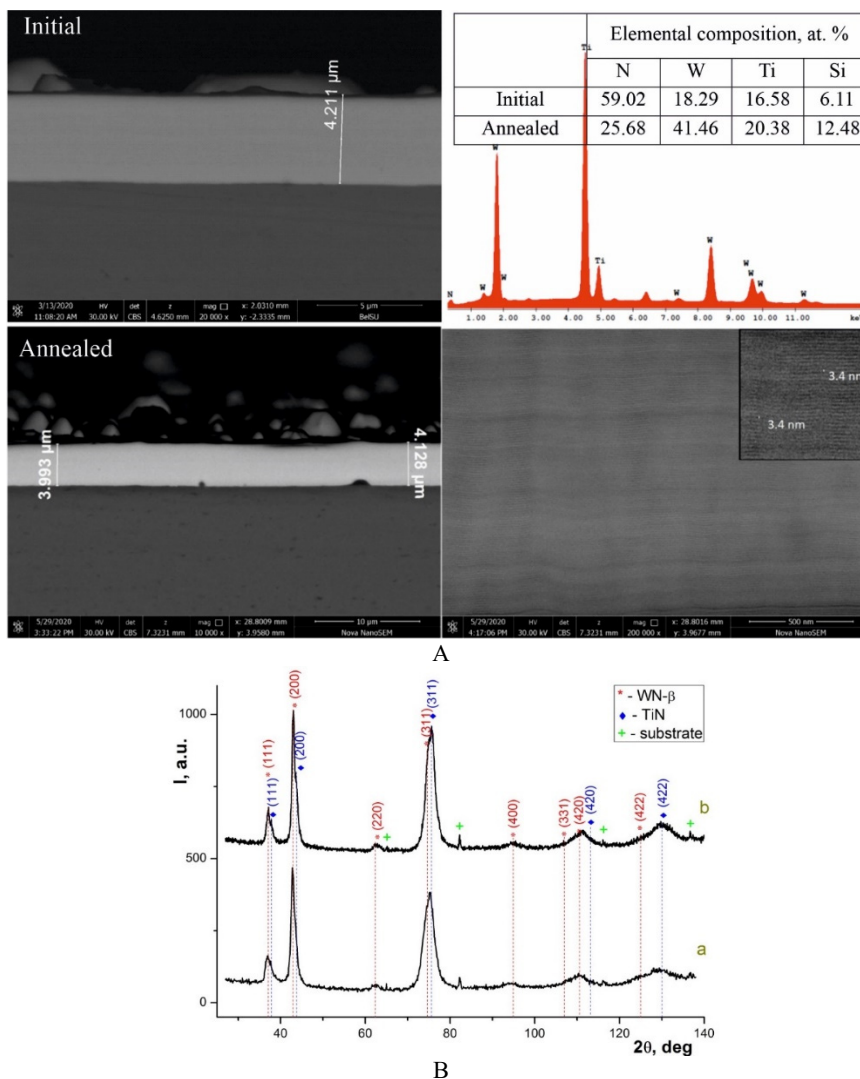 Initial
4.211 µm
3/13/2020 HV det z mag x: 2.0310 mm 5 µm
11:08:20 AM 30.00 kV CBS 4.6250 mm 20 000 x y: -2.3335 mm BelSU
Elemental composition, at. %
N W Ti Si
Initial 59.02 18.29 16.58 6.11
Annealed 25.68 41.46 20.38 12.48
Ti
W
W
W
N
Ti
W
W
W
W
W
1.00 2.00 3.00 4.00 5.00 6.00 7.00 8.00 9.00 10.00 11.00
Annealed
3.993 µm
4.128 µm
5/29/2020 HV det z mag x: 28.8009 mm 10 µm
3:33:22 PM 30.00 kV CBS 7.3231 mm 10 000 x y: 3.9580 mm Nova NanoSEM
3.4 nm
3.4 nm
5/29/2020 HV det z mag x: 28.8016 mm 500 nm
4:17:06 PM 30.00 kV CBS 7.3231 mm 200 000 x y: 3.9677 mm Nova NanoSEM
A
* - WN-β
♦ - TiN
+ - substrate
I, a.u.
1000
500
0
* (111)
♦ (111)
* (200)
♦ (200)
* (220)
* (311)
♦ (311)
* (400)
* (331)
* (420)
♦ (420)
* (422)
♦ (422)
b
a
40 60 80 100 120 140
2θ, deg
B